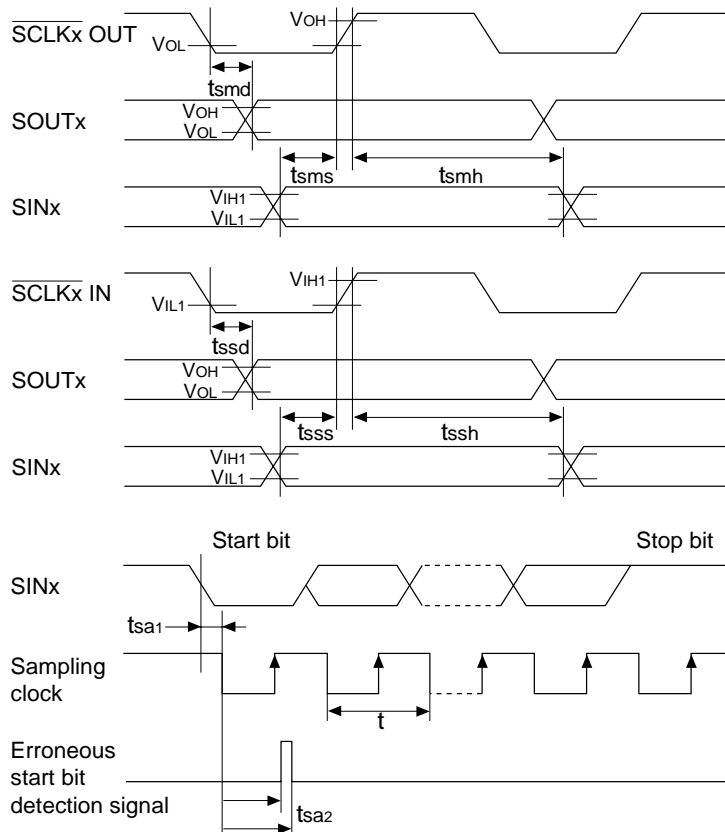 SCLKx OUT
VOH
VOL
tsmd
SOUTx
VOH
VOL
tsms
tsmh
SINx
VIH1
VIL1
SCLKx IN
VIH1
VIL1
tssd
SOUTx
VOH
VOL
tsss
tssh
SINx
VIH1
VIL1
Start bit
Stop bit
SINx
tsa1
Sampling
clock
t
Erroneous
start bit
detection signal
tsa2